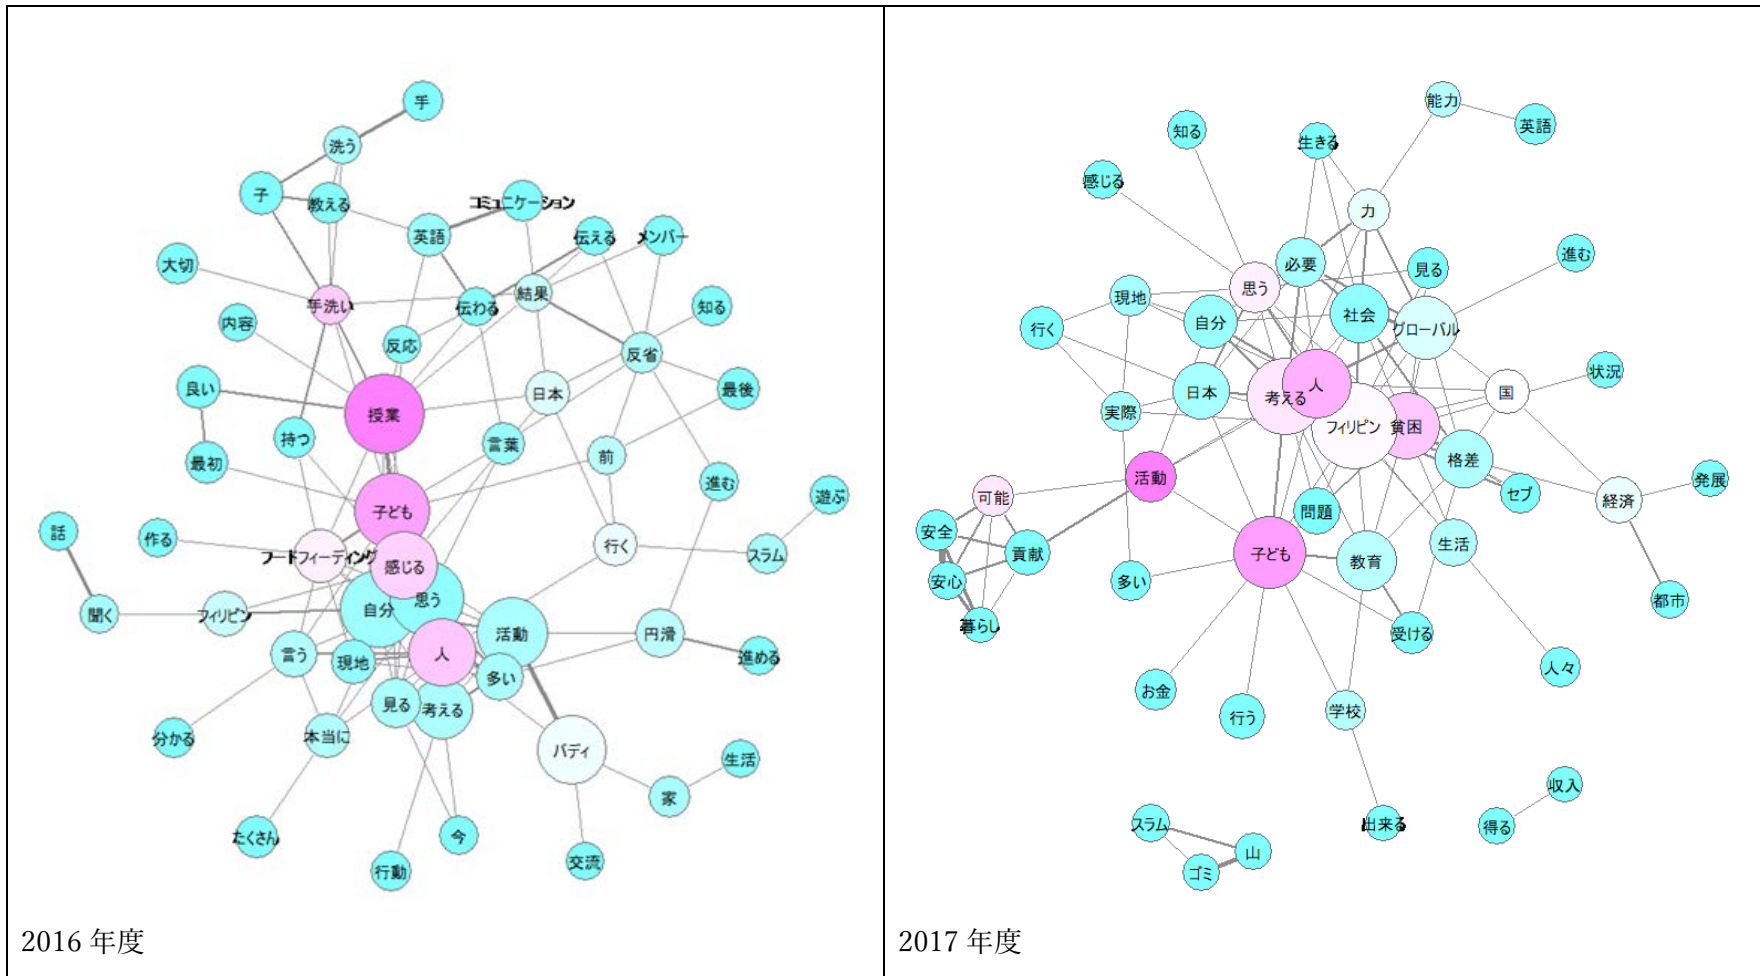 手
洗う
子
教える
コミュニケーション
英語
伝える
メンバー
大切
手洗い
結果
伝わる
知る
内容
反応
反省
良い
日本
最後
授業
持つ
言葉
前
最初
進む
遊ぶ
子ども
話
作る
フードフィーディング
感じる
行く
スラム
聞く
フィリピン
自分
思う
活動
円滑
言う
現地
人
多い
進める
見る
考える
分かる
本当に
バディ
生活
家
たくさん
今
行動
交流
2016 年度
能力
英語
知る
生きる
感じる
力
必要
見る
進む
思う
現地
自分
社会
グローバル
行く
状況
人
国
日本
考える
実際
フィリピン
貧困
格差
活動
セブ
発展
可能
経済
問題
安全
貢献
子ども
教育
生活
安心
多い
都市
暮らし
受ける
人々
お金
行う
学校
収入
スラム
出来る
得る
山
ゴミ
2017 年度